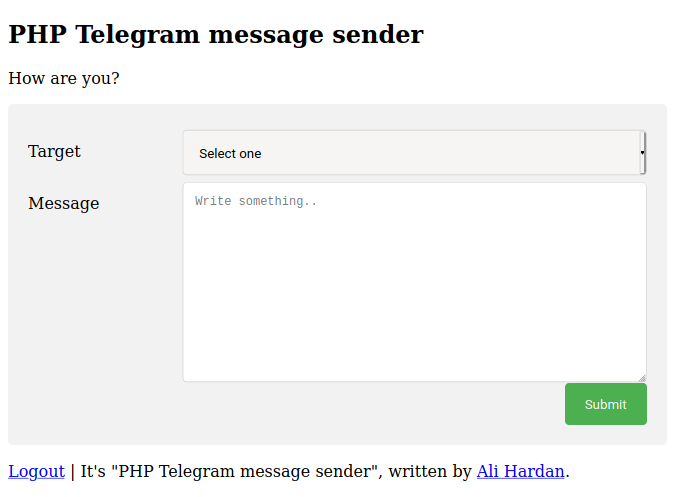 PHP Telegram message sender
How are you?
Target
Select one
Message
Write something..
Submit
Logout | It's "PHP Telegram message sender", written by Ali Hardan.